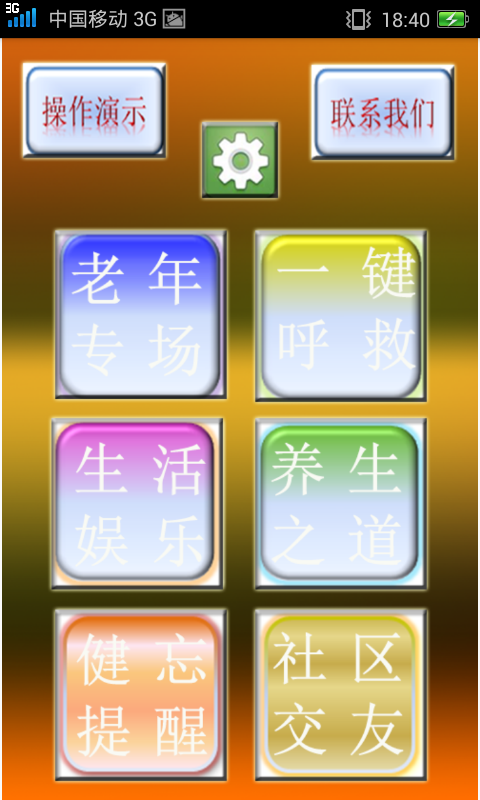 3G
中国移动 3G
18:40
操作演示
联系我们
老年
专场
一键
呼救
生活
娱乐
养生
之道
健忘
提醒
社区
交友